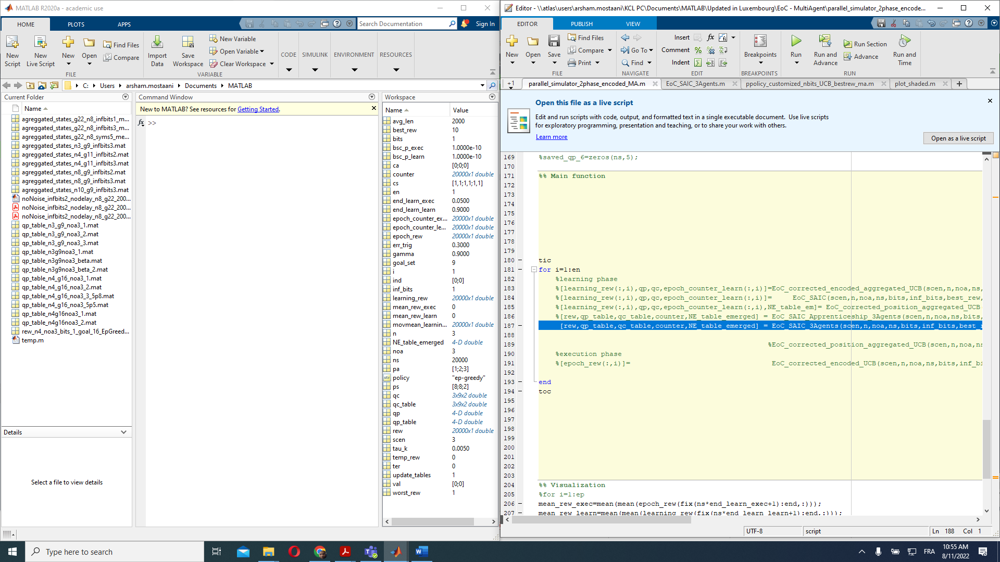 MATLAB R2020a - academic use
HOME PLOTS APPS
Search Documentation
Sign In
New Script
New Live Script
New
Open
Find Files
Compare
Import Data
Save Workspace
New Variable
Open Variable
Clear Workspace
CODE SIMULINK ENVIRONMENT RESOURCES
FILE VARIABLE
C: Users arsham.mostaani Documents MATLAB
Current Folder
Name
agreggated_states_g22_n8_infbits1_m...
agreggated_states_g22_n8_infbits3_m...
agreggated_states_g22_n8_syms5_me...
agreggated_states_n3_g9_infbits3.mat
agreggated_states_n4_g11_infbits2.mat
agreggated_states_n4_g11_infbits3.mat
agreggated_states_n8_g9_infbits2.mat
agreggated_states_n8_g9_infbits3.mat
agreggated_states_n10_g9_infbits3.mat
noNoise_infbits2_nodelay_n8_g22_200...
noNoise_infbits2_nodelay_n8_g22_200...
noNoise_infbits2_nodelay_n8_g22_200...
qp_table_n3_g9_noa3_1.mat
qp_table_n3_g9_noa3_2.mat
qp_table_n3_g9_noa3_3.mat
qp_table_n3g9noa3_1.mat
qp_table_n3g9noa3_beta.mat
qp_table_n3g9noa3_beta_2.mat
qp_table_n4_g16_noa3_1.mat
qp_table_n4_g16_noa3_2.mat
qp_table_n4_g16_noa3_3_5p8.mat
qp_table_n4_g16_noa3_5p5.mat
qp_table_n4g16noa3_1.mat
qp_table_n4g16noa3_2.mat
rew_n4_noa3_bits_1_goal_16_EpGreed...
temp.m
Details
Select a file to view details
Command Window
New to MATLAB? See resources for Getting Started.
fx >>
Workspace
Name Value
avg_len 2000
best_rew 10
bits 1
bsc_p_exec 1.0000e-10
bsc_p_learn 1.0000e-10
ca [0;0;0]
counter 20000x1 double
cs [1,1;1,1;1,1]
en 1
end_learn_exec 0.0500
end_learn_learn 0.9000
epoch_counter_ex... 20000x1 double
epoch_counter_le... 20000x1 double
epoch_rew 20000x1 double
err_trig 0.3000
gamma 0.9000
goal_set 9
i 1
ind [0;0]
inf_bits 1
learning_rew 20000x1 double
mean_rew_exec 0
mean_rew_learn 0
movmean_learnin... 20000x1 double
n 3
NE_table_emerged 4-D double
noa 3
ns 20000
pa [1;2;3]
policy "ep-greedy"
ps [8;8;2]
qc 3x9x2 double
qc_table 3x9x2 double
qp 4-D double
qp_table 4-D double
rew 20000x1 double
scen 3
tau_k 0.0050
temp_rew 0
ter 0
update_tables 1
val [0;0]
worst_rew 1
Editor - \\atlas\users\arsham.mostaani\KCL PC\Documents\MATLAB\Updated in Luxembourg\EoC - MultiAgent\parallel_simulator_2phase_encode...
EDITOR PUBLISH VIEW
New
Open
Save
Find Files
Compare
Print
Go To
Find
Insert
Comment
Indent
Breakpoints
Run
Run and Advance
Run Section
Advance
Run and Time
FILE NAVIGATE EDIT BREAKPOINTS RUN
+1 parallel_simulator_2phase_encoded_MA.m EoC_SAIC_3Agents.m ppolicy_customized_nbits_UCB_bestrew_ma.m plot_shaded.m +
Open this file as a live script
Edit and run scripts with code, output, and formatted text in a single executable document. Use live scripts
for exploratory programming, presentation and teaching, or to share your work with others.
Learn more
Open as a live script
169 %saved_qp_6=zeros(ns,5);
170
171 %% Main function
172
173
174
175
176
177
178
179
180 tic
181 for i=1:en
182 %learning phase
183 %[learning_rew(:,i),qp,qc,epoch_counter_learn(:,i)]=EoC_corrected_encoded_aggregated_UCB(scen,n,noa,ns,
184 %[learning_rew(:,i),qp,qc,epoch_counter_learn(:,i)]= EoC_SAIC(scen,n,noa,ns,bits,inf_bits,best_rew,
185 %[learning_rew(:,i),qp,qc,epoch_counter_learn(:,i),NE_table_em]= EoC_corrected_position_aggregated_UCB
186 %[rew,qp_table,qc_table,counter,NE_table_emerged] = EoC_SAIC_Apprenticeship_3Agents(scen,n,noa,ns,bits,
187 [rew,qp_table,qc_table,counter,NE_table_emerged] = EoC_SAIC_3Agents(scen,n,noa,ns,bits,inf_bits,best_r
188
189 %EoC_corrected_position_aggregated_UCB(scen,n,noa,ns
190 %execution phase
191 %[epoch_rew(:,i)]= EoC_corrected_encoded_UCB(scen,n,noa,ns,bits,inf_bi
192
193 end
194 toc
195
196
197
198
199
200
201
202
203
204 %% Visualization
205 %for i=1:ep
206 mean_rew_exec=mean(mean(epoch_rew(fix(ns*end_learn_exec+1):end,:)));
207 mean_rew_learn=mean(mean(learning_rew(fix(ns*end_learn_learn+1):end,:)));
UTF-8 script Ln 188 Col 1
Type here to search
FRA
10:55 AM
8/11/2022